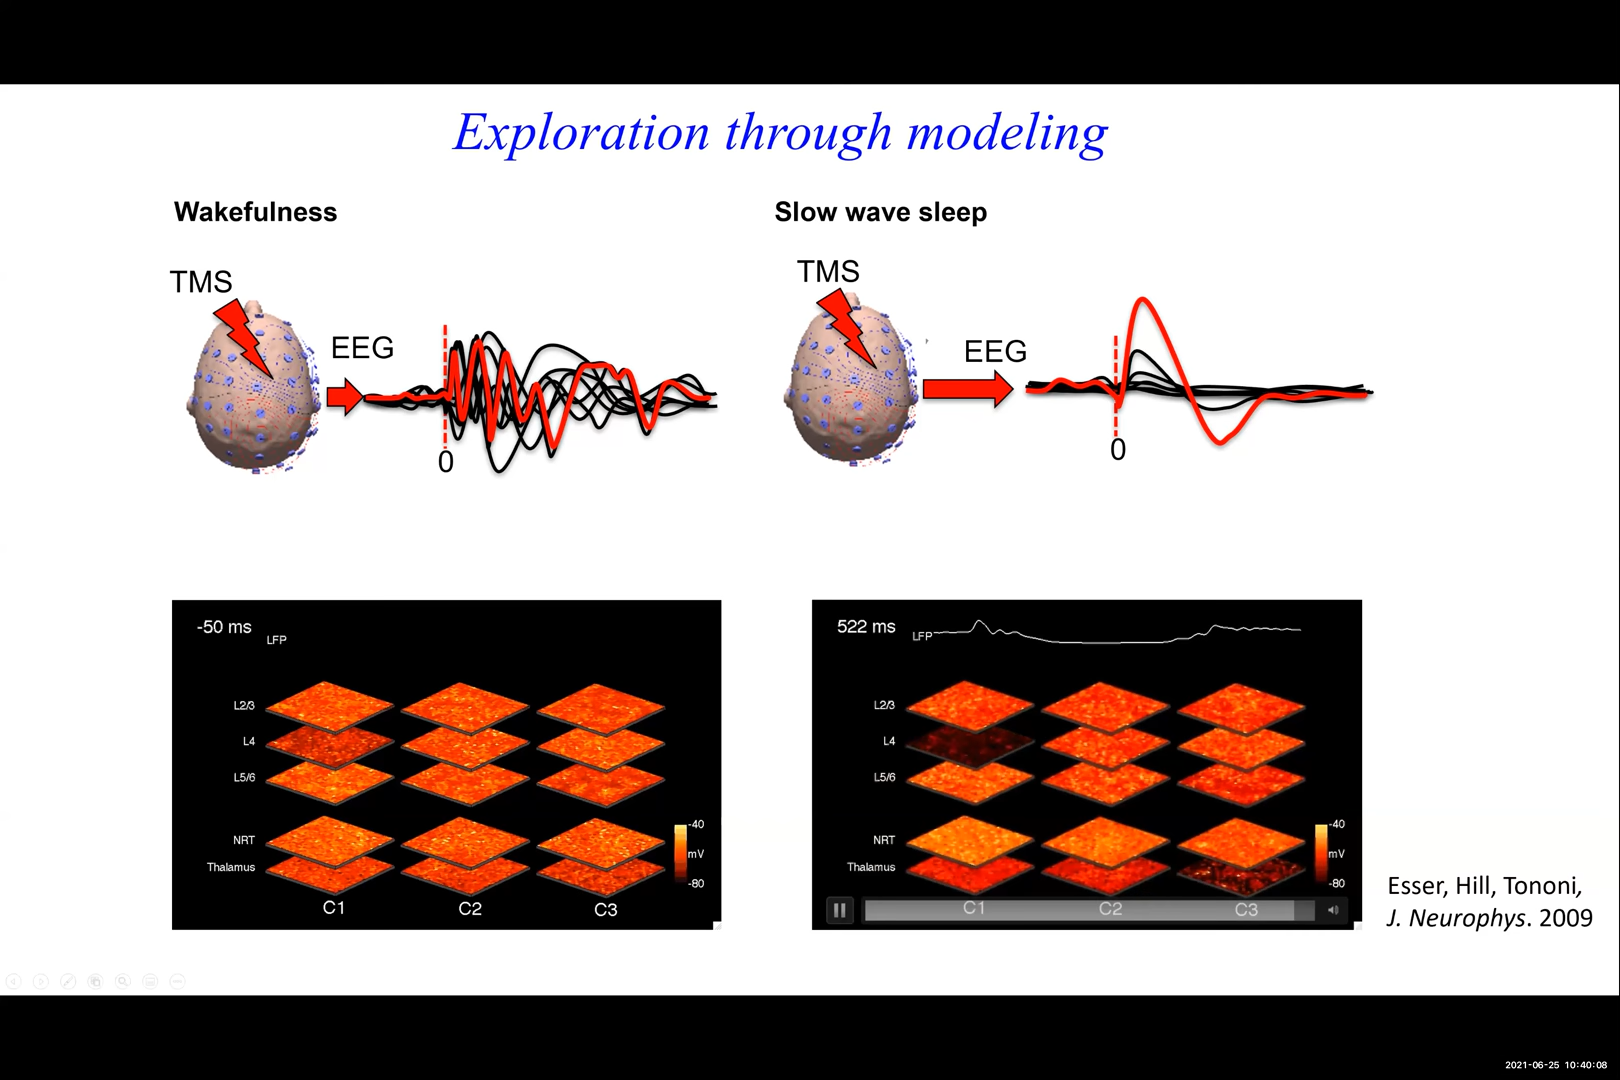 Exploration through modeling
Wakefulness
Slow wave sleep
TMS
EEG
0
TMS
EEG
0
-50 ms
LFP
L2/3
L4
L5/6
NRT
Thalamus
-40
mV
-80
C1 C2 C3
522 ms
LFP
L2/3
L4
L5/6
NRT
Thalamus
-40
mV
-80
C1 C2 C3
Esser, Hill, Tononi,
J. Neurophys. 2009
2021-06-25 10:40:08